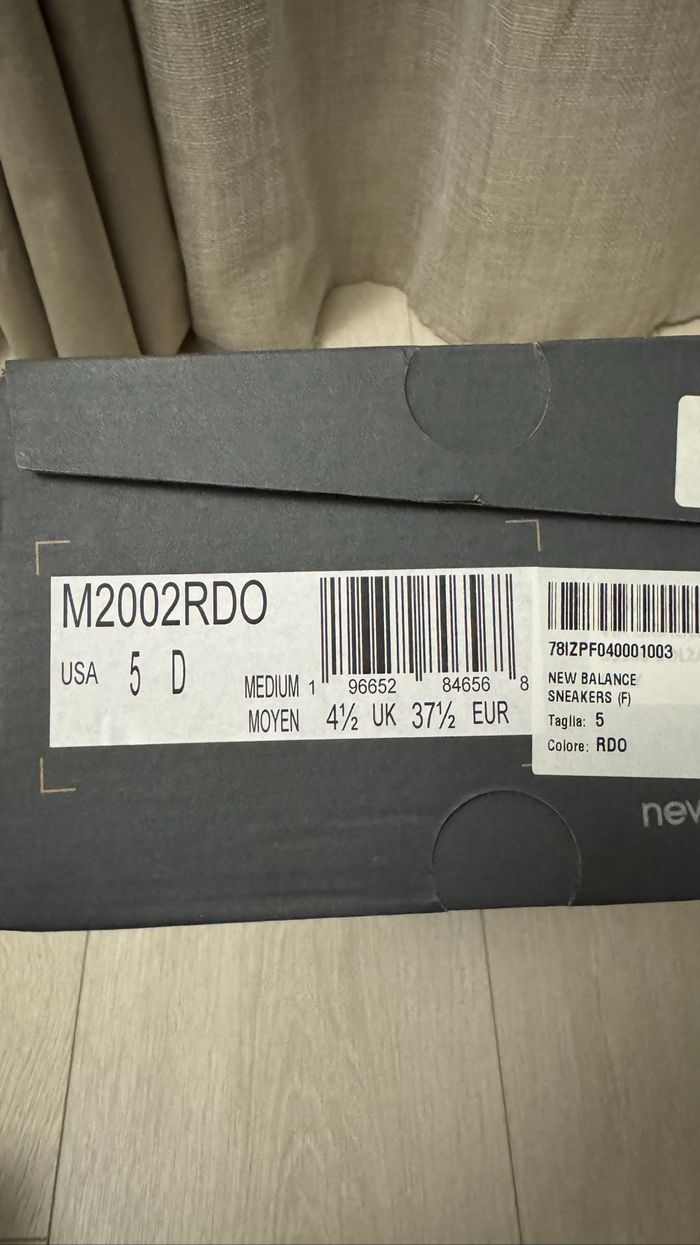 M2002RDO
USA 5 D
MEDIUM
MOYEN
1 96652 84656 8
4½ UK 37½ EUR
78IZPF040001003
NEW BALANCE
SNEAKERS (F)
Taglia: 5
Colore: RDO